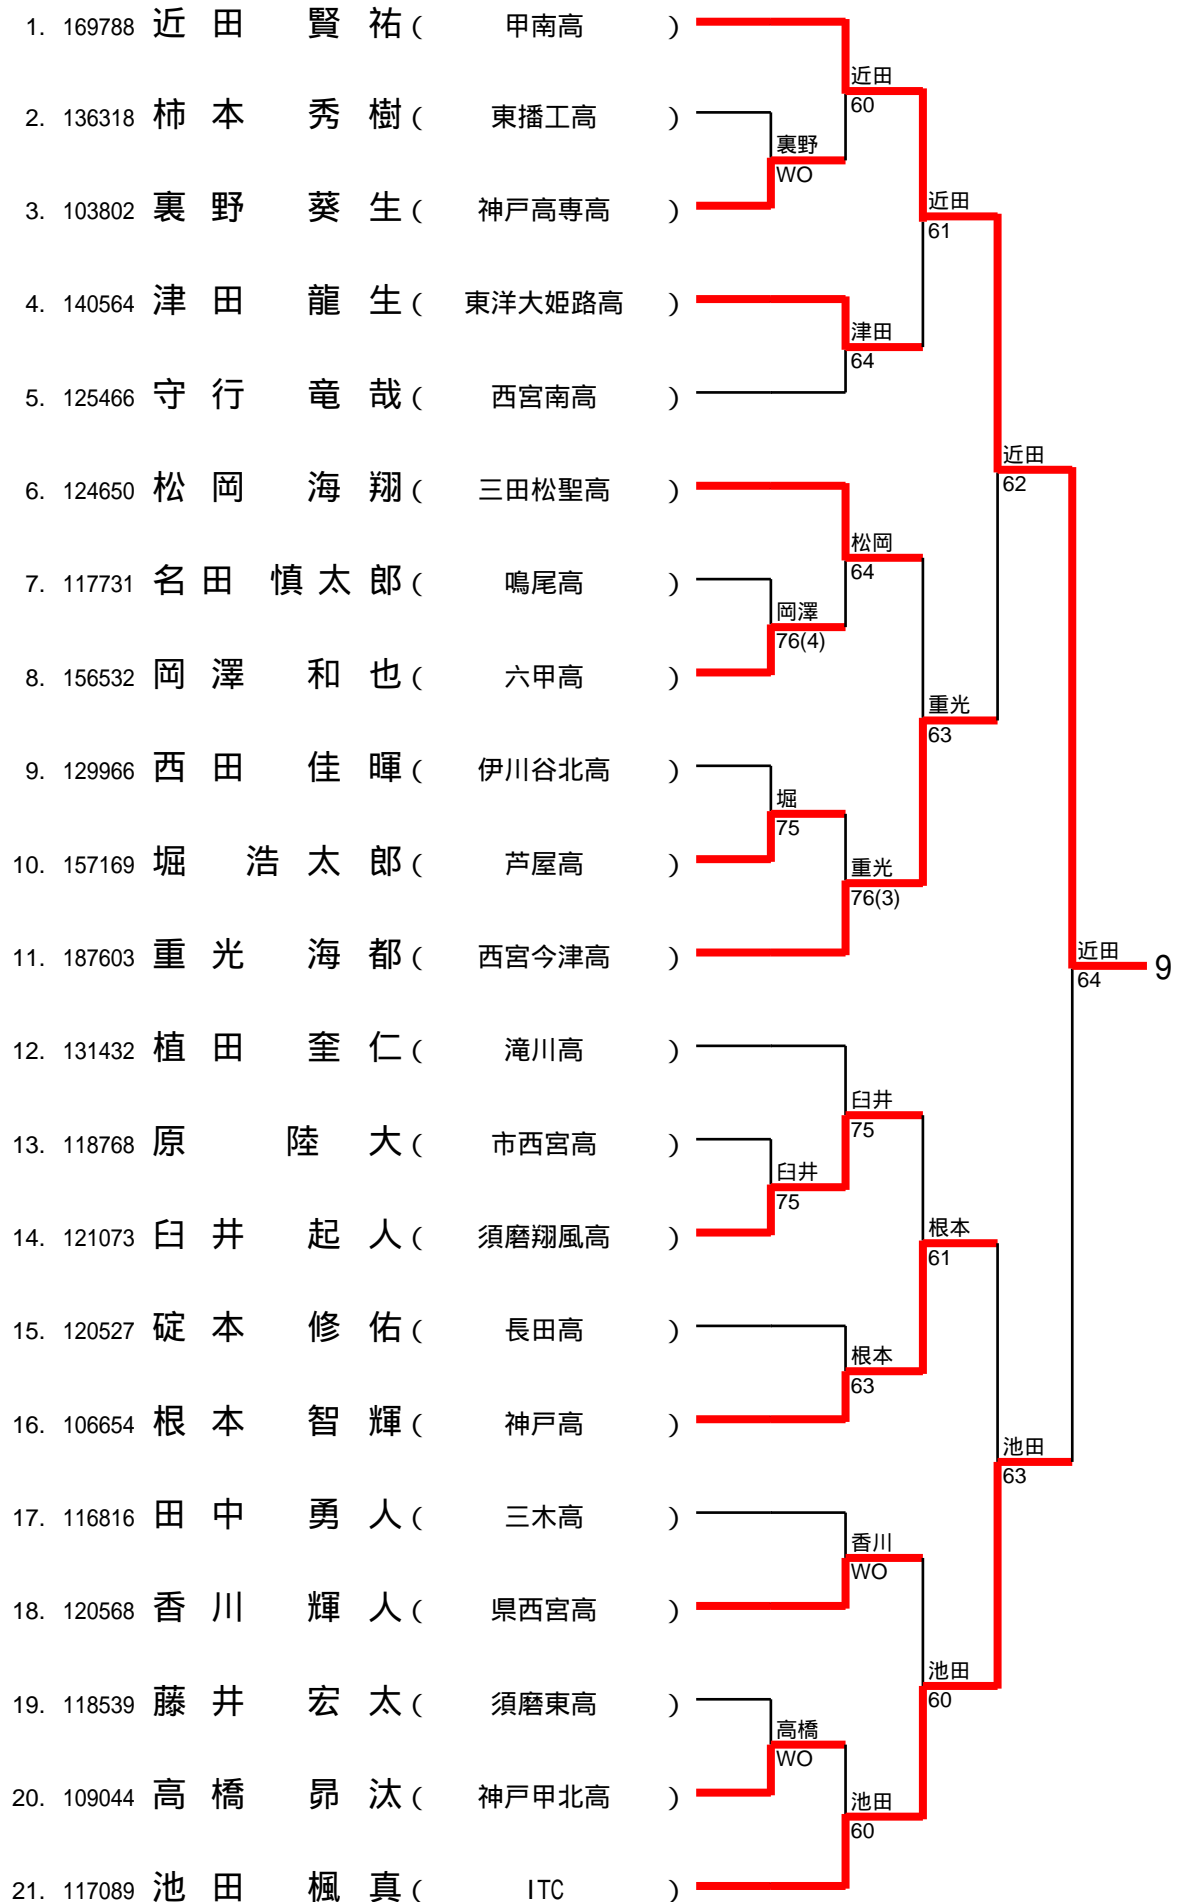 1. 169788 近田 賢祐 ( 甲南高 )
近田
60
2. 136318 柿本 秀樹 ( 東播工高 )
裏野
WO
3. 103802 裏野 葵生 ( 神戸高専高 )
近田
61
4. 140564 津田 龍生 ( 東洋大姫路高 )
津田
64
5. 125466 守行 竜哉 ( 西宮南高 )
近田
62
6. 124650 松岡 海翔 ( 三田松聖高 )
松岡
64
7. 117731 名田 慎太郎 ( 鳴尾高 )
岡澤
76(4)
8. 156532 岡澤 和也 ( 六甲高 )
重光
63
9. 129966 西田 佳暉 ( 伊川谷北高 )
堀
75
10. 157169 堀 浩太郎 ( 芦屋高 )
重光
76(3)
11. 187603 重光 海都 ( 西宮今津高 )
近田
64
9
12. 131432 植田 奎仁 ( 滝川高 )
臼井
75
13. 118768 原 陸大 ( 市西宮高 )
臼井
75
14. 121073 臼井 起人 ( 須磨翔風高 )
根本
61
15. 120527 碇本 修佑 ( 長田高 )
根本
63
16. 106654 根本 智輝 ( 神戸高 )
池田
63
17. 116816 田中 勇人 ( 三木高 )
香川
WO
18. 120568 香川 輝人 ( 県西宮高 )
池田
60
19. 118539 藤井 宏太 ( 須磨東高 )
高橋
WO
20. 109044 高橋 昴汰 ( 神戸甲北高 )
池田
60
21. 117089 池田 楓真 ( ITC )